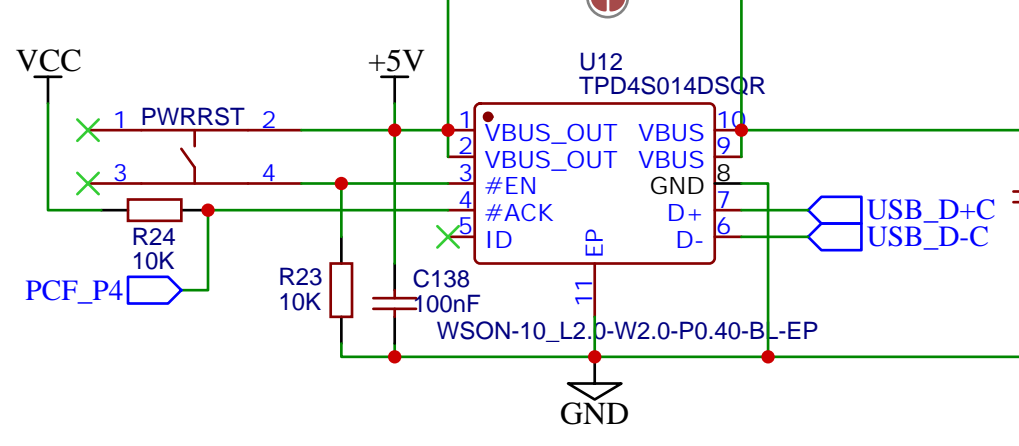 VCC
+5V
U12
TPD4S014DSQR
1 PWRRST 2
3 4
R24
10K
PCF_P4
R23
10K
C138
100nF
1 VBUS_OUT VBUS 10
2 VBUS_OUT VBUS 9
3 #EN GND 8
4 #ACK D+ 7
5 ID D- 6
EP
11
USB_D+C
USB_D-C
WSON-10_L2.0-W2.0-P0.40-BL-EP
GND